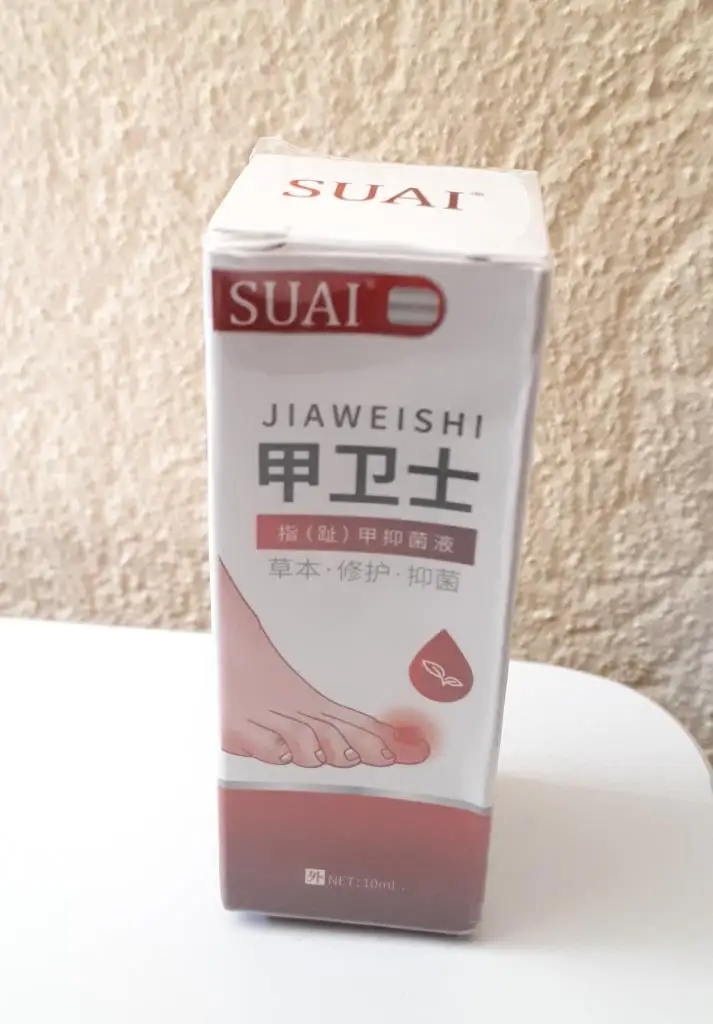 SUAI®
SUAI®
JIAWEISHI
甲卫士
指(趾)甲抑菌液
草本·修护·抑菌
外 NET:10ml